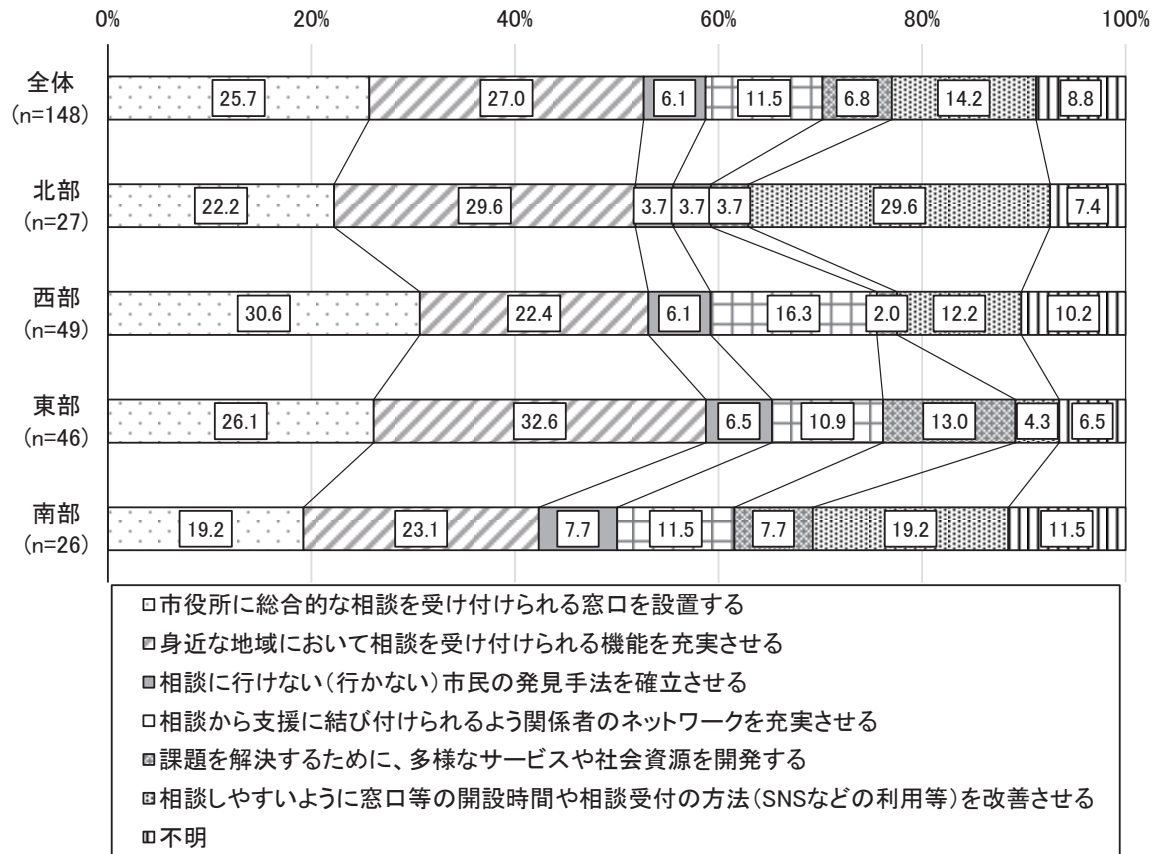 0% 20% 40% 60% 80% 100%
全体
(n=148)
25.7 27.0 6.1 11.5 6.8 14.2 8.8
北部
(n=27)
22.2 29.6 3.7 3.7 3.7 29.6 7.4
西部
(n=49)
30.6 22.4 6.1 16.3 2.0 12.2 10.2
東部
(n=46)
26.1 32.6 6.5 10.9 13.0 4.3 6.5
南部
(n=26)
19.2 23.1 7.7 11.5 7.7 19.2 11.5
市役所に総合的な相談を受け付けられる窓口を設置する
身近な地域において相談を受け付けられる機能を充実させる
相談に行けない(行かない)市民の発見手法を確立させる
相談から支援に結び付けられるよう関係者のネットワークを充実させる
課題を解決するために、多様なサービスや社会資源を開発する
相談しやすいように窓口等の開設時間や相談受付の方法(SNSなどの利用等)を改善させる
不明